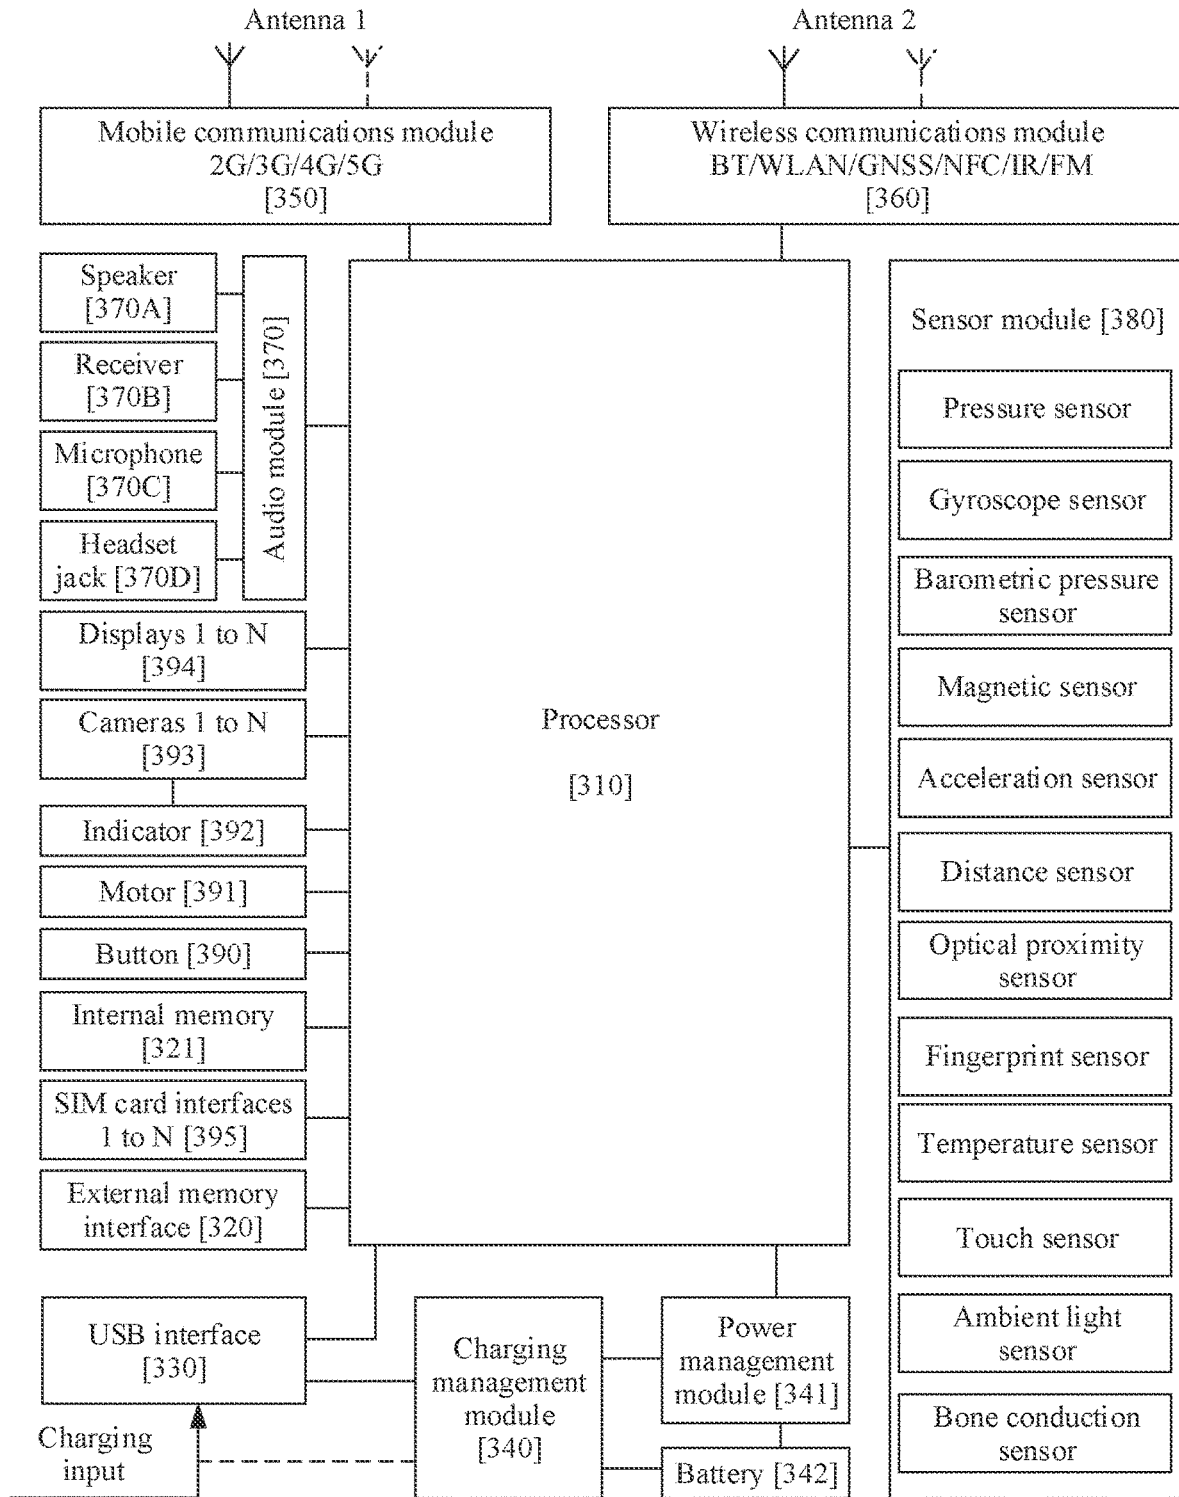 Antenna 1
Antenna 2
Mobile communications module
2G/3G/4G/5G
[350]
Wireless communications module
BT/WLAN/GNSS/NFC/IR/FM
[360]
Speaker
[370A]
Receiver
[370B]
Microphone
[370C]
Headset
jack [370D]
Audio module [370]
Displays 1 to N
[394]
Cameras 1 to N
[393]
Indicator [392]
Motor [391]
Button [390]
Internal memory
[321]
SIM card interfaces
1 to N [395]
External memory
interface [320]
Processor
[310]
Sensor module [380]
Pressure sensor
Gyroscope sensor
Barometric pressure
sensor
Magnetic sensor
Acceleration sensor
Distance sensor
Optical proximity
sensor
Fingerprint sensor
Temperature sensor
Touch sensor
Ambient light
sensor
Bone conduction
sensor
USB interface
[330]
Charging
input
Charging
management
module
[340]
Power
management
module [341]
Battery [342]